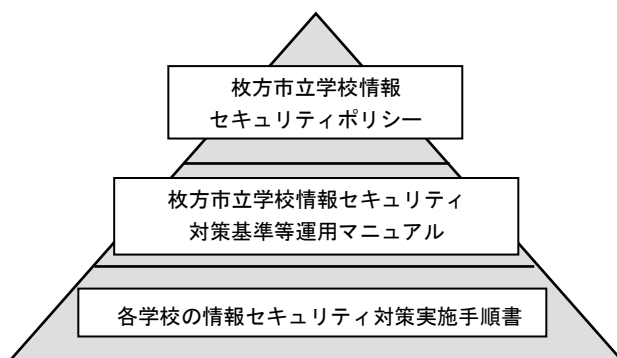 枚方市立学校情報
セキュリティポリシー
枚方市立学校情報セキュリティ
対策基準等運用マニュアル
各学校の情報セキュリティ対策実施手順書